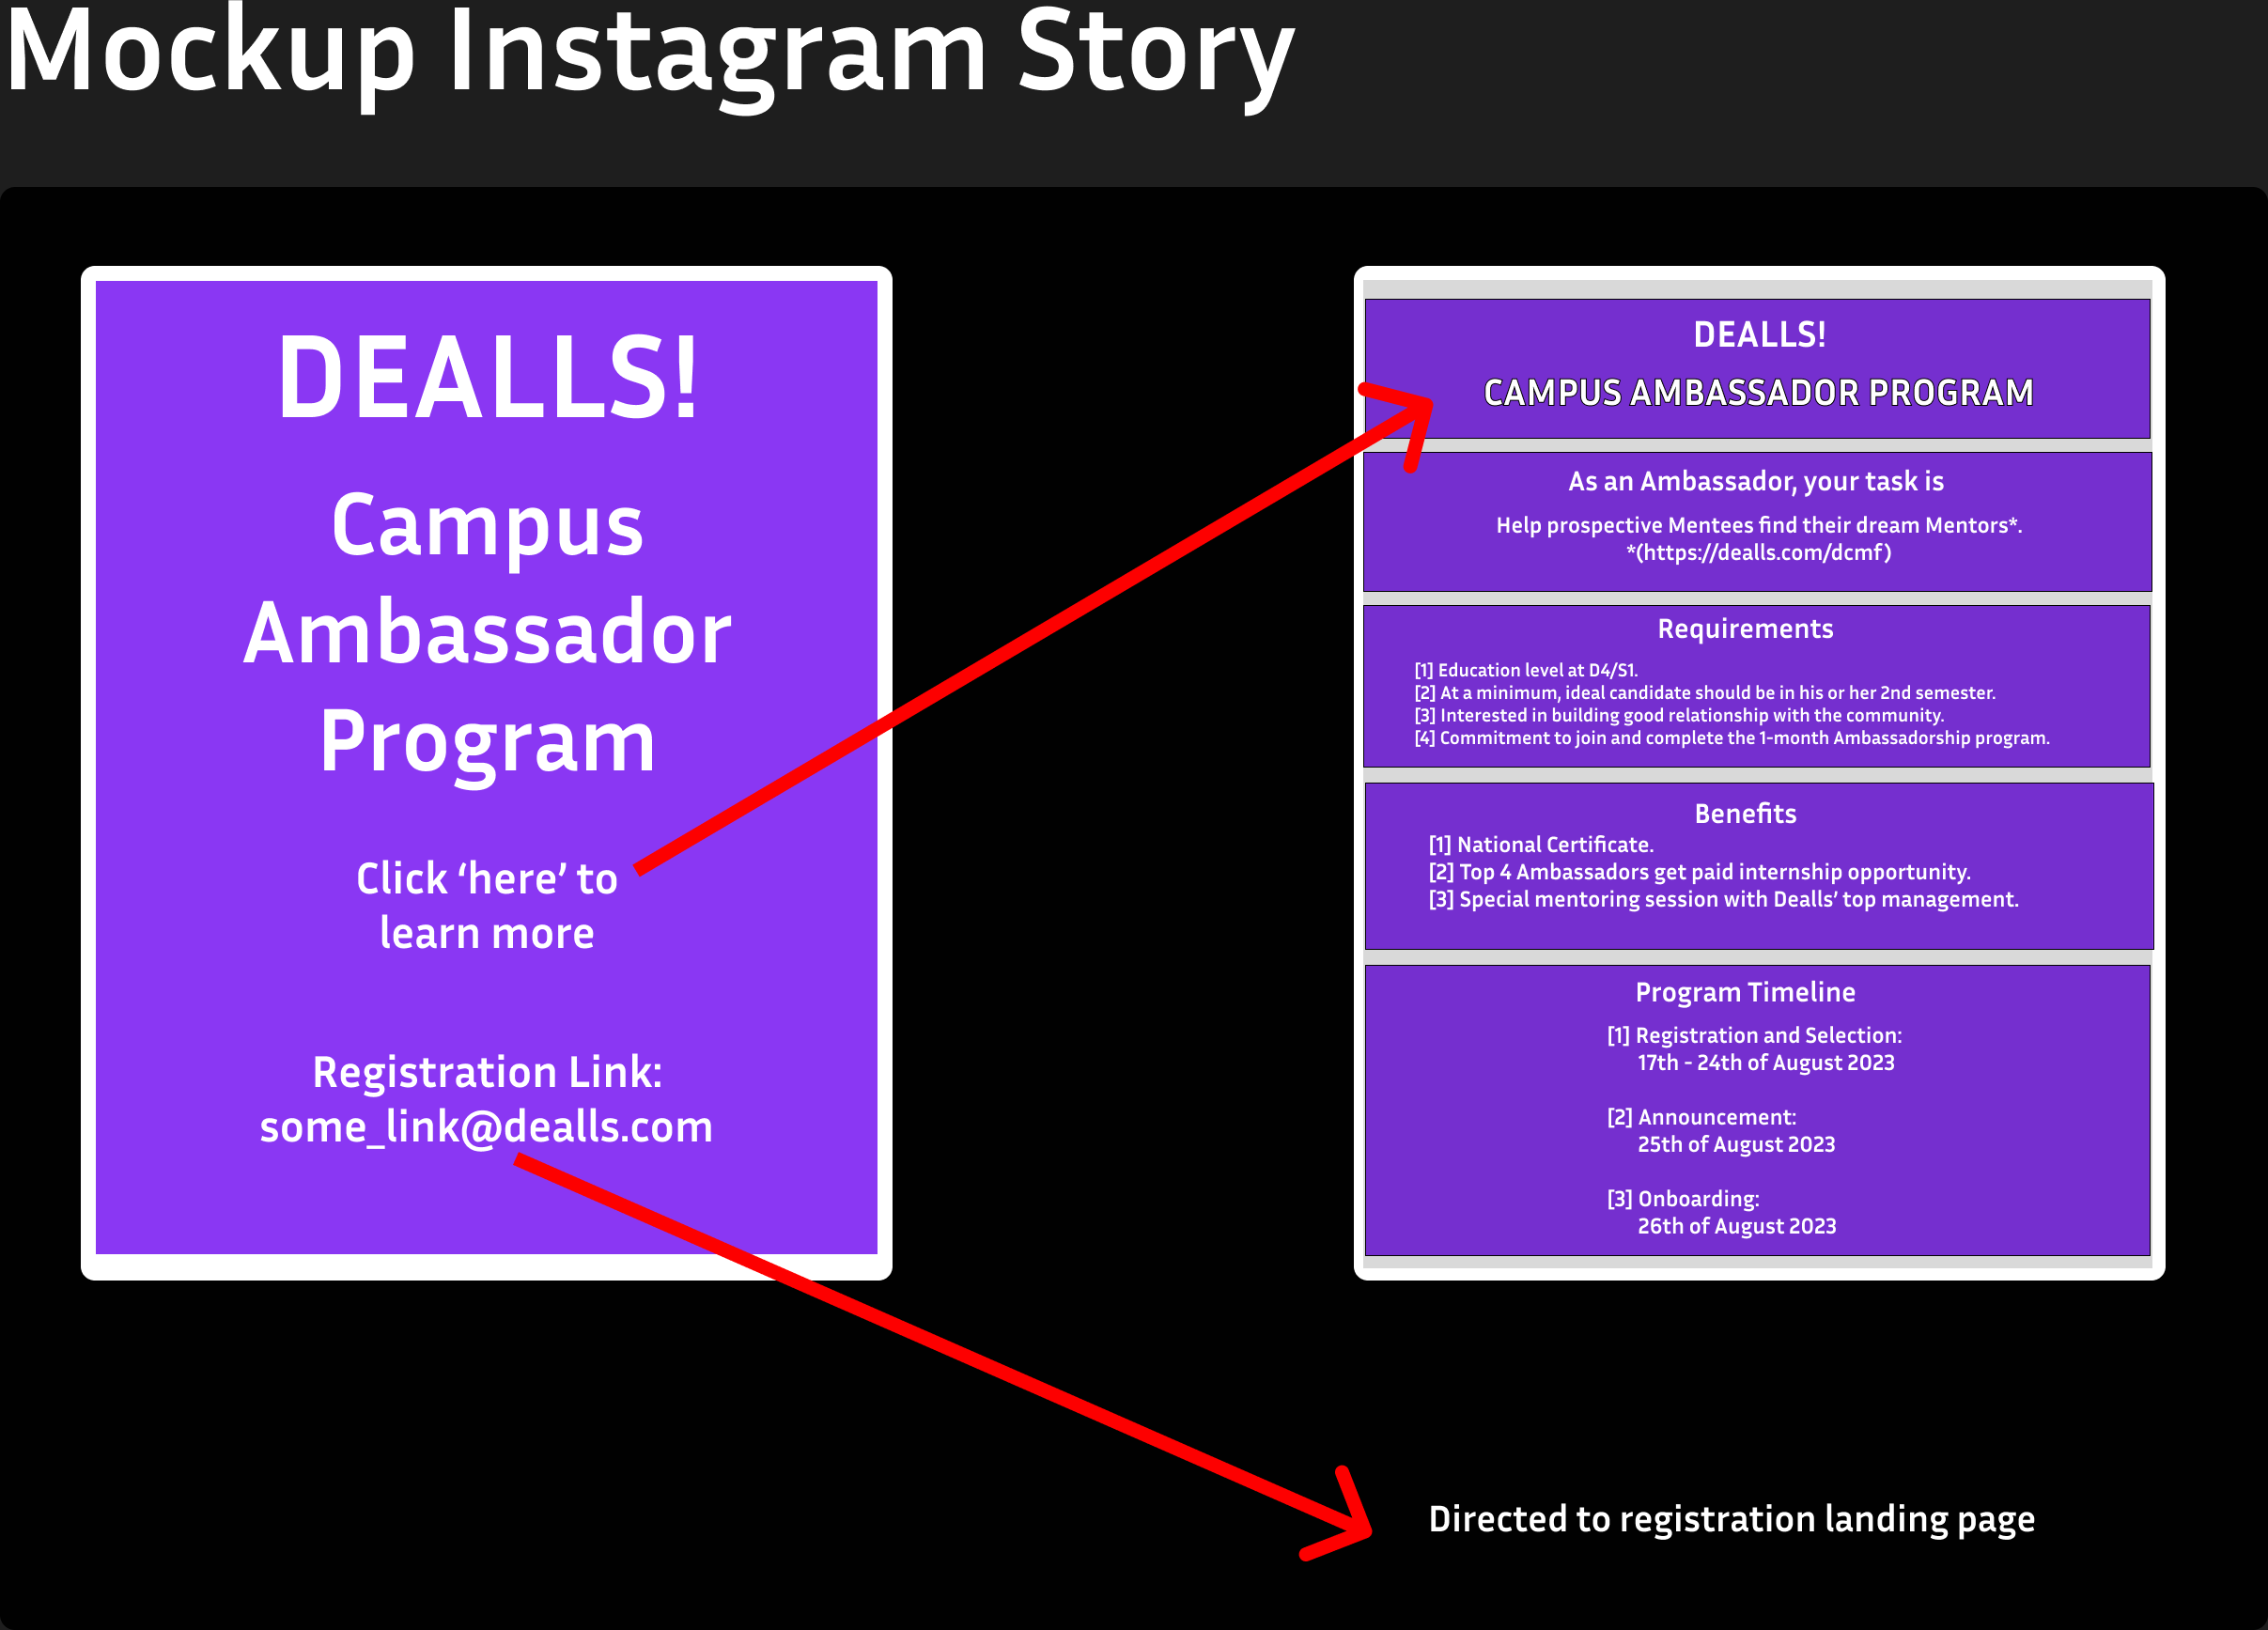 Mockup Instagram Story
DEALLS!
Campus
Ambassador
Program
Click ‘here’ to
learn more
Registration Link:
some_link@dealls.com
DEALLS!
CAMPUS AMBASSADOR PROGRAM
As an Ambassador, your task is
Help prospective Mentees find their dream Mentors*.
*(https://dealls.com/dcmf)
Requirements
[1] Education level at D4/S1.
[2] At a minimum, ideal candidate should be in his or her 2nd semester.
[3] Interested in building good relationship with the community.
[4] Commitment to join and complete the 1-month Ambassadorship program.
Benefits
[1] National Certificate.
[2] Top 4 Ambassadors get paid internship opportunity.
[3] Special mentoring session with Dealls’ top management.
Program Timeline
[1] Registration and Selection:
17th - 24th of August 2023
[2] Announcement:
25th of August 2023
[3] Onboarding:
26th of August 2023
Directed to registration landing page